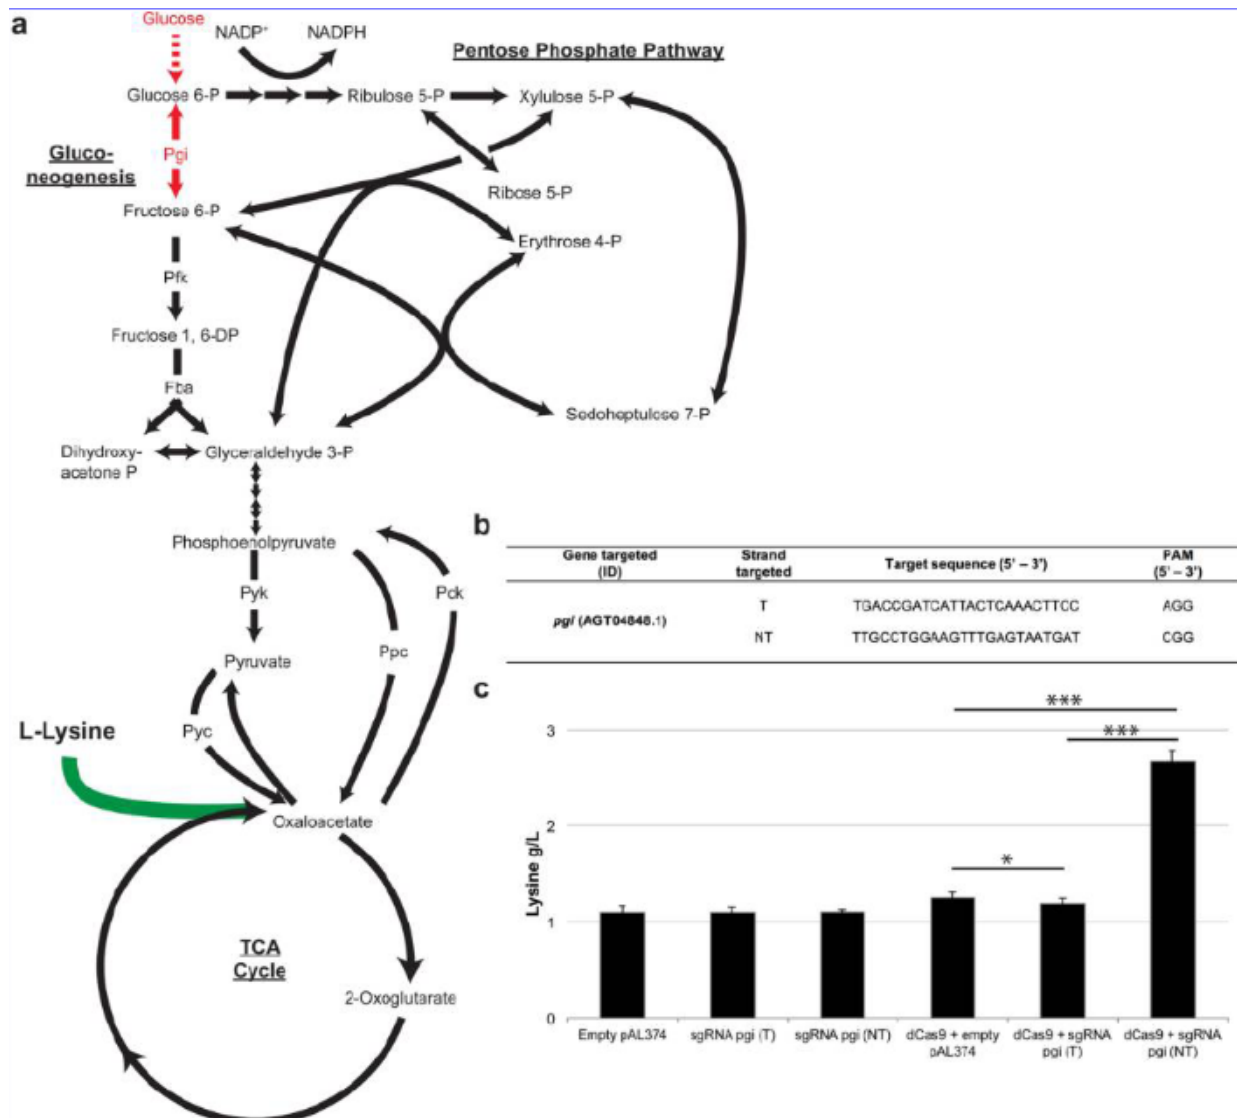 a
Glucose
NADP⁺ NADPH
Pentose Phosphate Pathway
Glucose 6-P Ribulose 5-P Xylulose 5-P
Gluco-
neogenesis
Pgi
Ribose 5-P
Fructose 6-P
Erythrose 4-P
Pfk
Fructose 1, 6-DP
Fba
Sedoheptulose 7-P
Dihydroxy-
acetone P
Glyceraldehyde 3-P
Phosphoenolpyruvate
Pyk
Pck
Ppc
Pyruvate
L-Lysine
Pyc
Oxaloacetate
TCA
Cycle
2-Oxoglutarate
b
Gene targeted
(ID)
Strand
targeted
Target sequence (5' – 3')
PAM
(5' – 3')
pgi (AGT04848.1)
T TGACCGATCATTACTCAAACTTCC AGG
NT TTGCCTGGAAGTTTGAGTAATGAT CGG
c
***
***
*
Lysine g/L
3
2
1
0
Empty pAL374
sgRNA pgi (T)
sgRNA pgi (NT)
dCas9 + empty
pAL374
dCas9 + sgRNA
pgi (T)
dCas9 + sgRNA
pgi (NT)